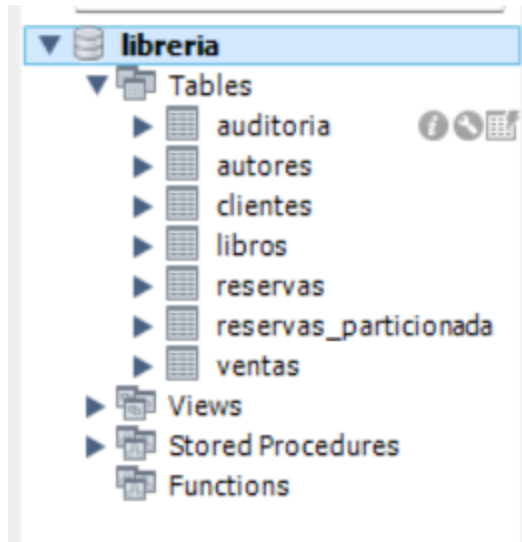 libreria
Tables
auditoria
autores
clientes
libros
reservas
reservas_particionada
ventas
Views
Stored Procedures
Functions